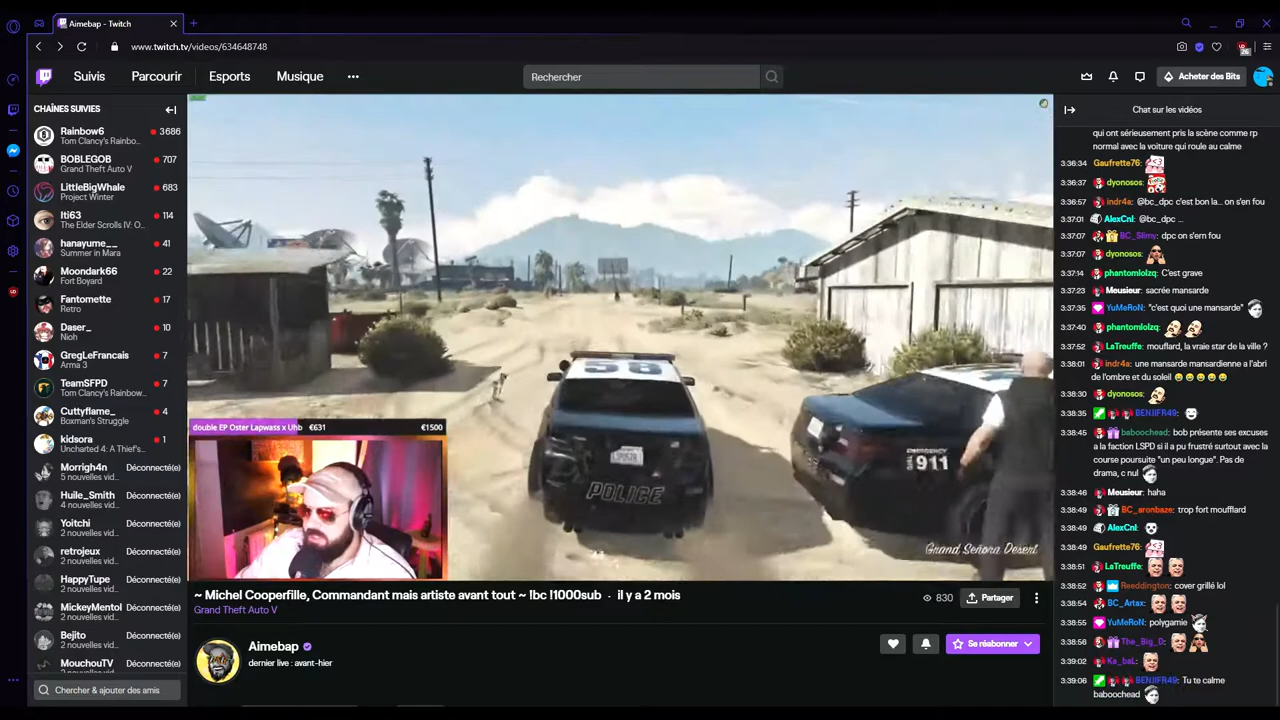 Aimebap - Twitch
www.twitch.tv/videos/634648748
26
Suivis
Parcourir
Esports
Musique
Rechercher
Acheter des Bits
CHAÎNES SUIVIES
Rainbow6
3686
Tom Clancy's Rainbo...
BOBLEGOB
707
Grand Theft Auto V
LittleBigWhale
683
Project Winter
Iti63
114
The Elder Scrolls IV: O...
hanayume__
41
Summer in Mara
Moondark66
22
Fort Boyard
Fantomette
17
Retro
Daser_
10
Nioh
GregLeFrancais
7
Arma 3
TeamSFPD
7
Tom Clancy's Rainbo...
Cuttyflame_
4
Boxman's Struggle
kidsora
1
Uncharted 4: A Thief's...
Morrigh4n
Déconnecté(e)
5 nouvelles vid...
Huile_Smith
Déconnecté(e)
4 nouvelles vid...
Yoitchi
Déconnecté(e)
2 nouvelles vid...
retrojeux
Déconnecté(e)
2 nouvelles vid...
HappyTupe
Déconnecté(e)
2 nouvelles vid...
MickeyMentol
Déconnecté(e)
2 nouvelles vid...
Bejito
Déconnecté(e)
2 nouvelles vid...
MouchouTV
Déconnecté(e)
2 nouvelles vid...
Chercher & ajouter des amis
56
POLICE
EMERGENCY
911
Grand Señora Desert
double EP Oster Lapwass x Uhb €631 €1500
~ Michel Cooperfille, Commandant mais artiste avant tout ~ !bc !1000sub · il y a 2 mois
Grand Theft Auto V
830
Partager
Aimebap
dernier live : avant-hier
Se réabonner
Chat sur les vidéos
qui ont sérieusement pris la scène comme rp
normal avec la voiture qui roule au calme
3:36:34 Gaufrette76:
3:36:37 dyonosos:
3:36:57 indr4a: @bc_dpc c'est bon la... on s'en fou
3:37:01 AlexCnl: @bc_dpc ...
3:37:07 BC_Slimy: dpc on s'ern fou
3:37:07 dyonosos:
3:37:14 phantomlolzq: C'est grave
3:37:23 Meusieur: sacrée mansarde
3:37:35 YuMeRoN: "c'est quoi une mansarde"
3:37:40 phantomlolzq:
3:37:52 LaTreuffe: mouflard, la vraie star de la ville ?
3:38:01 indr4a: une mansarde mansardienne a l'abri
de l'ombre et du soleil
3:38:30 dyonosos:
3:38:35 BENJIFR49:
3:38:45 baboochead: bob présente ses excuses
a la faction LSPD si il a pu frustré surtout avec la
course poursuite "un peu longue". Pas de
drama, c nul
3:38:46 Meusieur: haha
3:38:49 BC_aronbaze: trop fort moufflard
3:38:49 AlexCnl:
3:38:49 Gaufrette76:
3:38:51 LaTreuffe:
3:38:52 Reeddington: cover grillé lol
3:38:54 BC_Artax:
3:38:55 YuMeRoN: polygamie
3:38:56 The_Big_D:
3:39:02 Ka_baL:
3:39:06 BENJIFR49: Tu te calme
baboochead